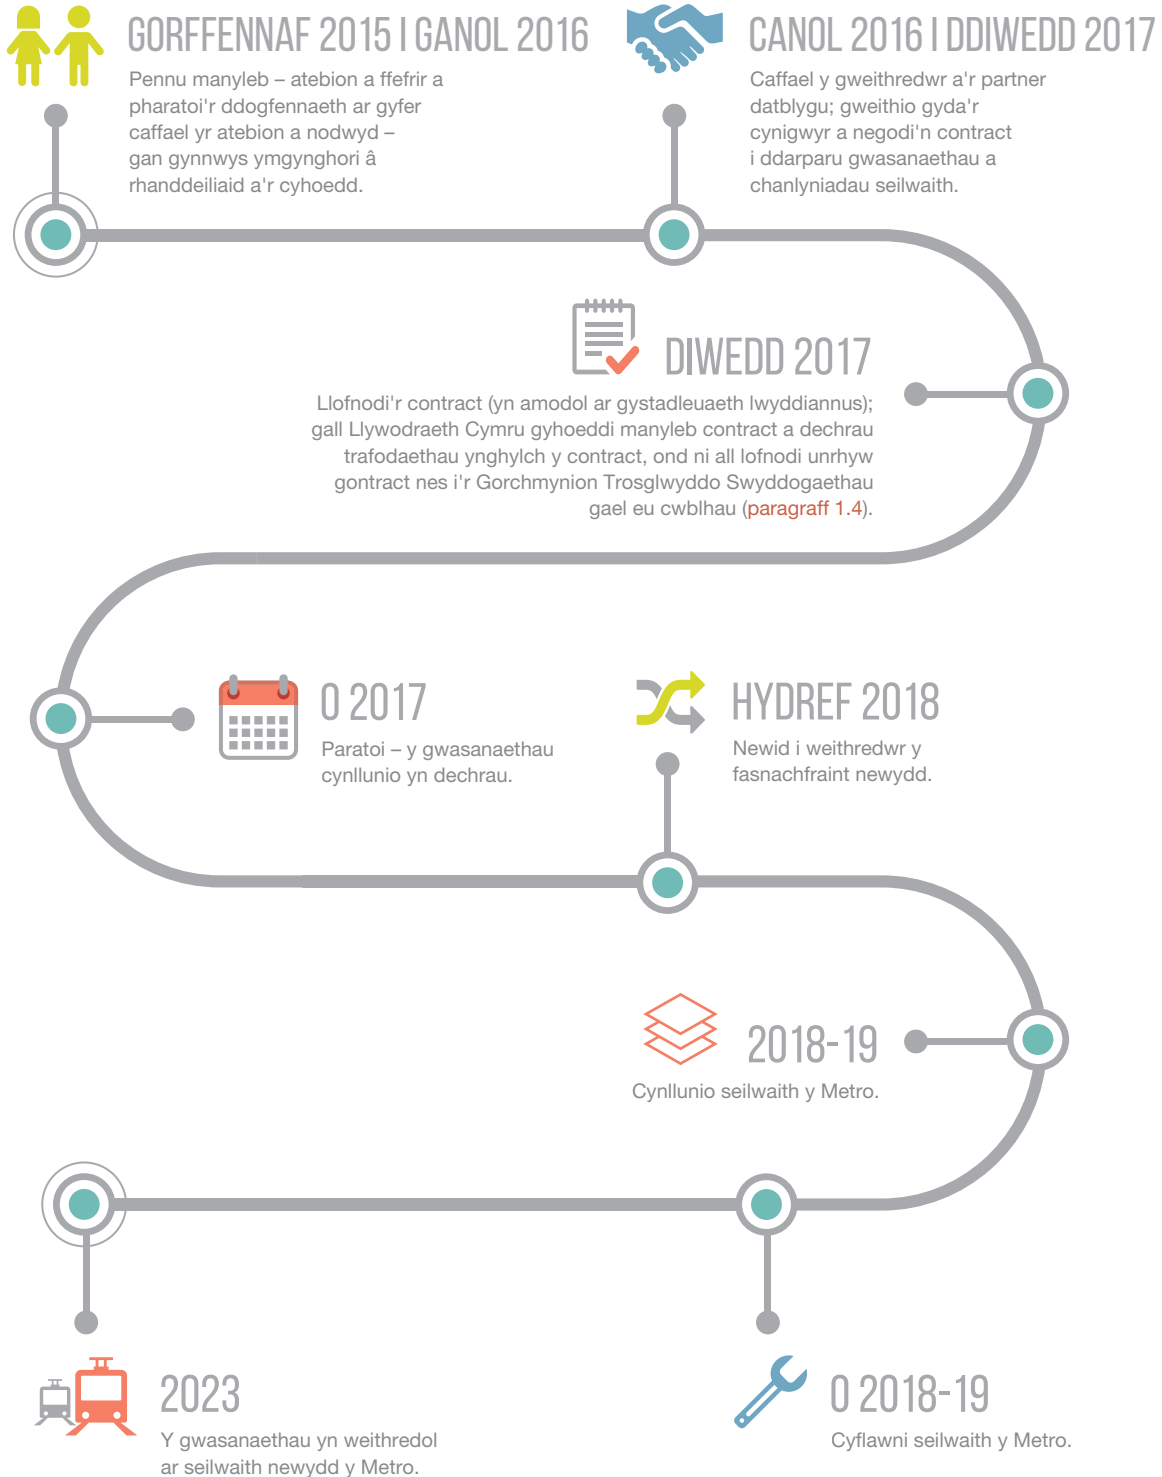 GORFFENNAF 2015 I GANOL 2016
Pennu manyleb – atebion a ffefrir a
pharatoi'r ddogfennaeth ar gyfer
caffael yr atebion a nodwyd –
gan gynnwys ymgynghori â
rhanddeiliaid a'r cyhoedd.
CANOL 2016 I DDIWEDD 2017
Caffael y gweithredwr a'r partner
datblygu; gweithio gyda'r
cynigwyr a negodi'n contract
i ddarparu gwasanaethau a
chanlyniadau seilwaith.
DIWEDD 2017
Llofnodi'r contract (yn amodol ar gystadleuaeth lwyddiannus);
gall Llywodraeth Cymru gyhoeddi manyleb contract a dechrau
trafodaethau ynghylch y contract, ond ni all lofnodi unrhyw
gontract nes i'r Gorchmynion Trosglwyddo Swyddogaethau
gael eu cwblhau (paragraff 1.4).
O 2017
Paratoi – y gwasanaethau
cynllunio yn dechrau.
HYDREF 2018
Newid i weithredwr y
fasnachfraint newydd.
2018-19
Cynllunio seilwaith y Metro.
O 2018-19
Cyflawni seilwaith y Metro.
2023
Y gwasanaethau yn weithredol
ar seilwaith newydd y Metro.